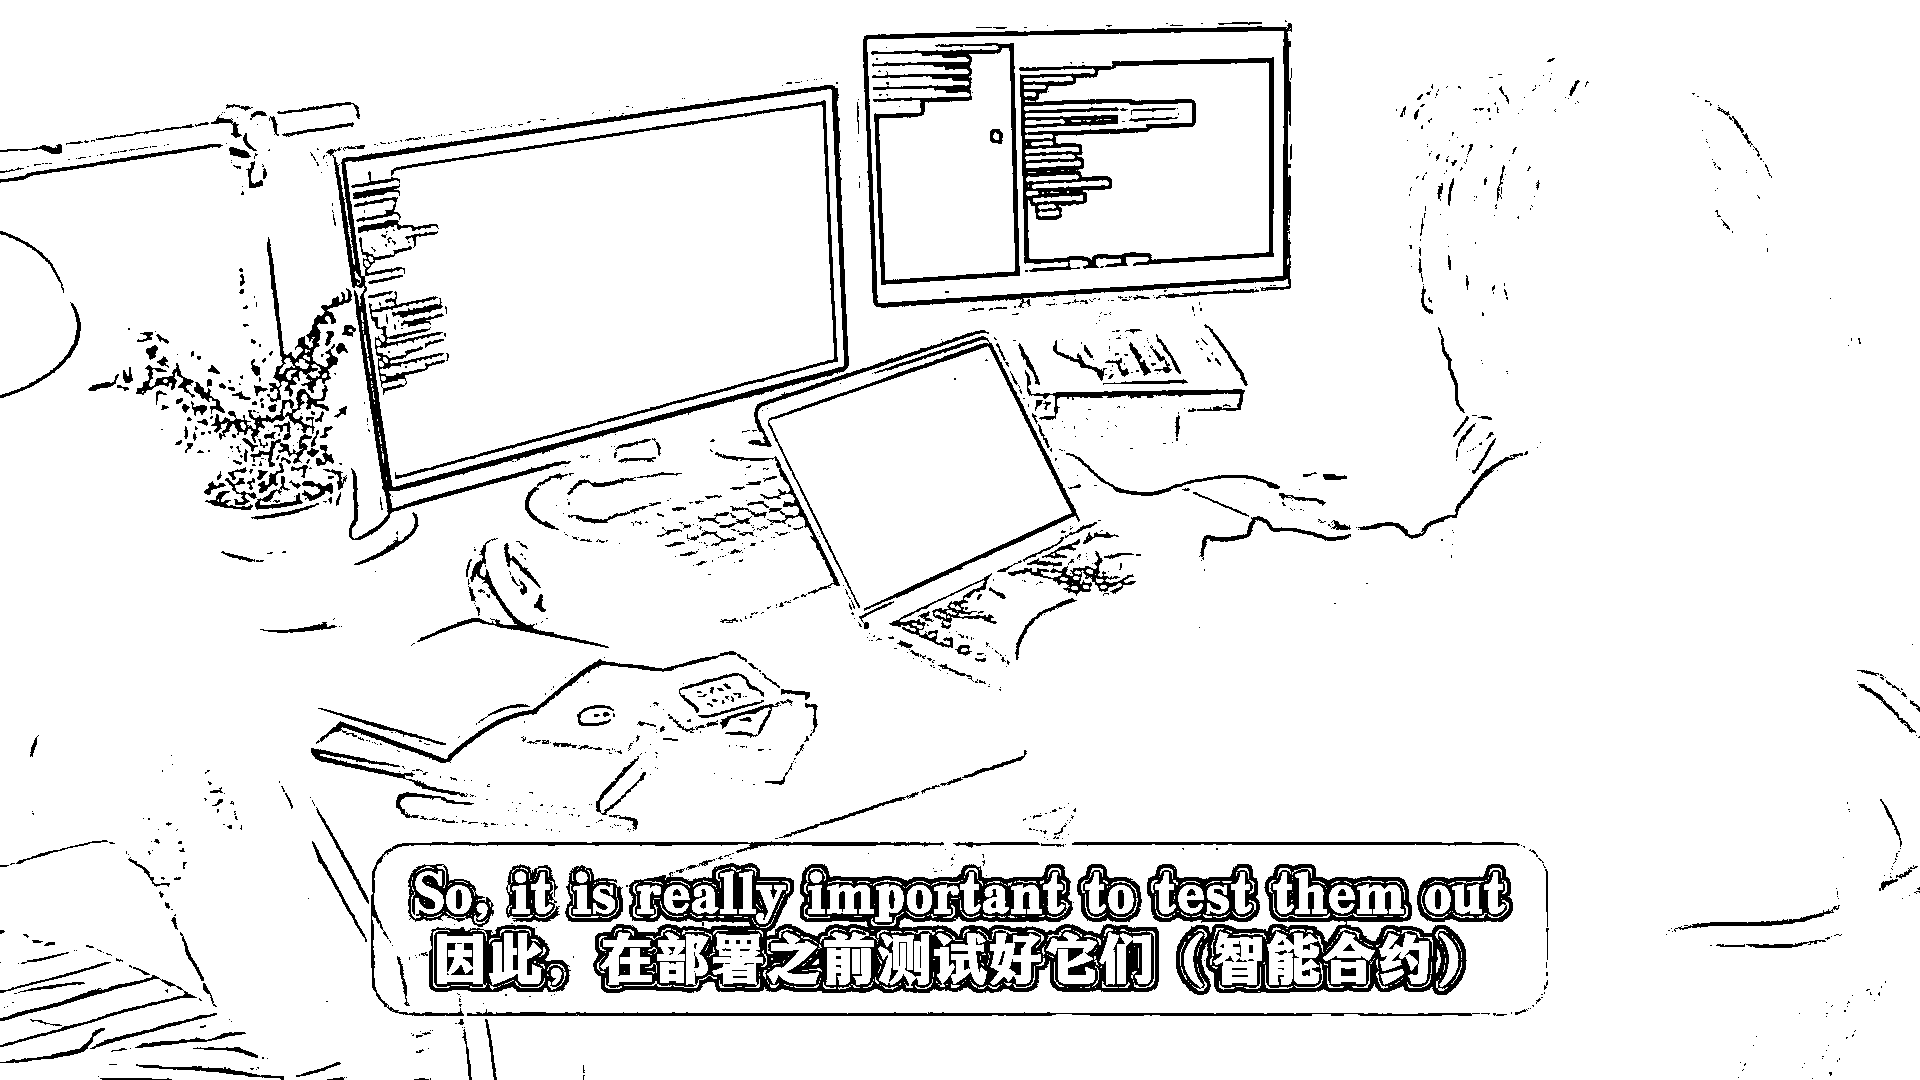 So, it is really important to test them out
因此，在部署之前测试好它们（智能合约）